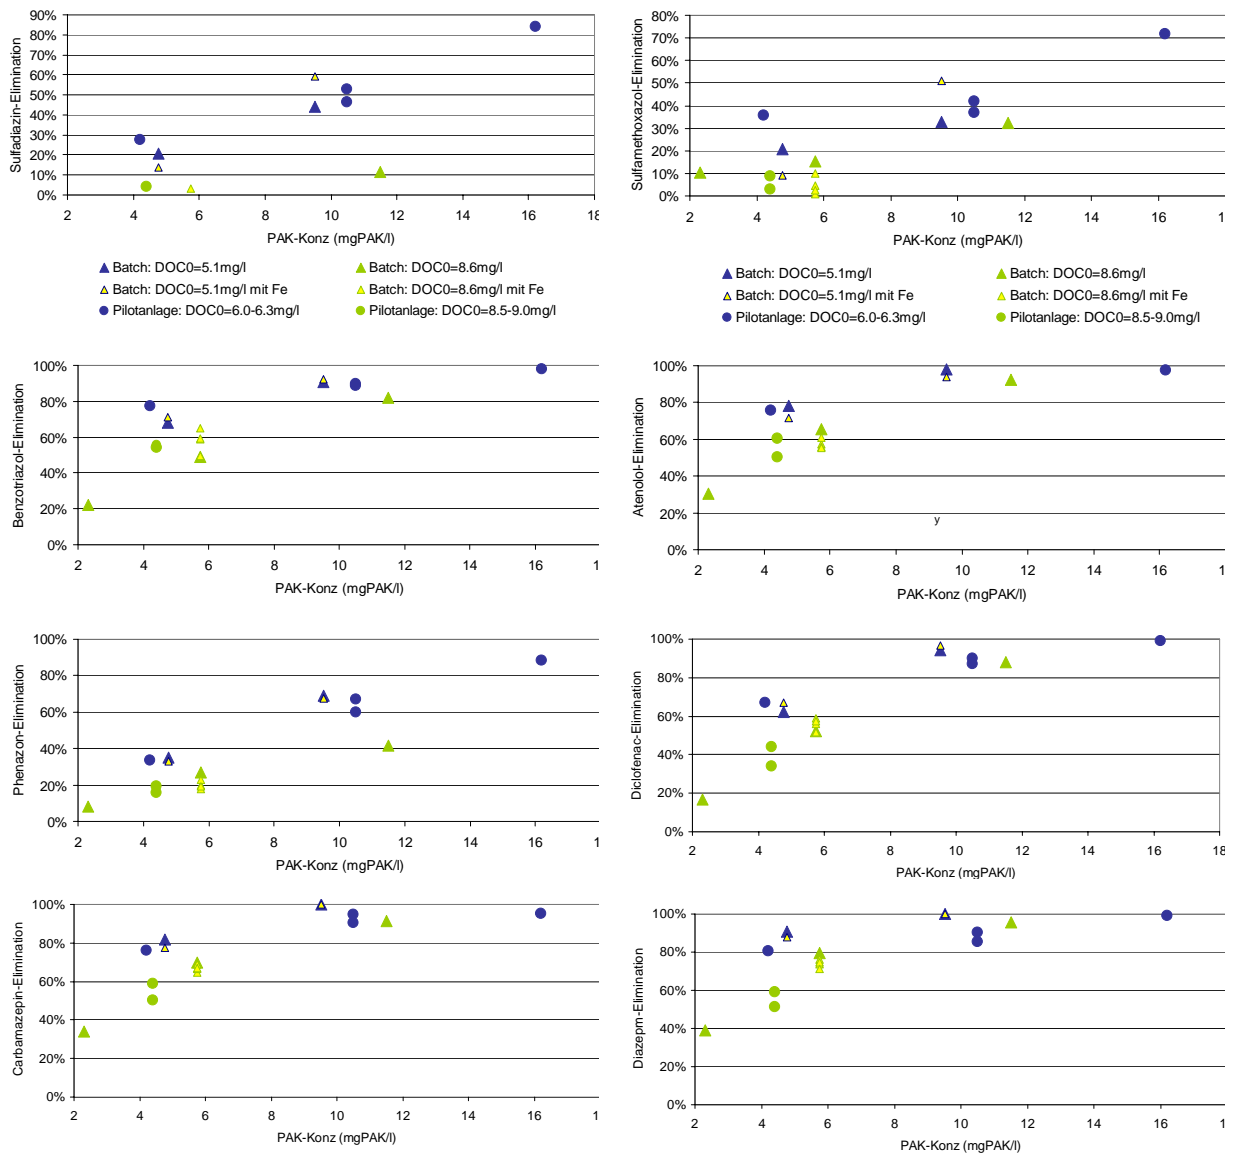 Sulfadiazin-Elimination
90%
80%
70%
60%
50%
40%
30%
20%
10%
0%
2 4 6 8 10 12 14 16 18
PAK-Konz (mgPAK/l)
Batch: DOC0=5.1mg/l
Batch: DOC0=8.6mg/l
Batch: DOC0=5.1mg/l mit Fe
Batch: DOC0=8.6mg/l mit Fe
Pilotanlage: DOC0=6.0-6.3mg/l
Pilotanlage: DOC0=8.5-9.0mg/l
Sulfamethoxazol-Elimination
80%
70%
60%
50%
40%
30%
20%
10%
0%
2 4 6 8 10 12 14 16 1
PAK-Konz (mgPAK/l)
Batch: DOC0=5.1mg/l
Batch: DOC0=8.6mg/l
Batch: DOC0=5.1mg/l mit Fe
Batch: DOC0=8.6mg/l mit Fe
Pilotanlage: DOC0=6.0-6.3mg/l
Pilotanlage: DOC0=8.5-9.0mg/l
Benzotriazol-Elimination
100%
80%
60%
40%
20%
0%
2 4 6 8 10 12 14 16 1
PAK-Konz (mgPAK/l)
Atenolol-Elimination
100%
80%
60%
40%
20%
0%
y
2 4 6 8 10 12 14 16 1
PAK-Konz (mgPAK/l)
Phenazon-Elimination
100%
80%
60%
40%
20%
0%
2 4 6 8 10 12 14 16 1
PAK-Konz (mgPAK/l)
Diclofenac-Elimination
100%
80%
60%
40%
20%
0%
2 4 6 8 10 12 14 16 18
PAK-Konz (mgPAK/l)
Carbamazepin-Elimination
100%
80%
60%
40%
20%
0%
2 4 6 8 10 12 14 16 1
PAK-Konz (mgPAK/l)
Diazepm-Elimination
100%
80%
60%
40%
20%
0%
2 4 6 8 10 12 14 16 1
PAK-Konz (mgPAK/l)